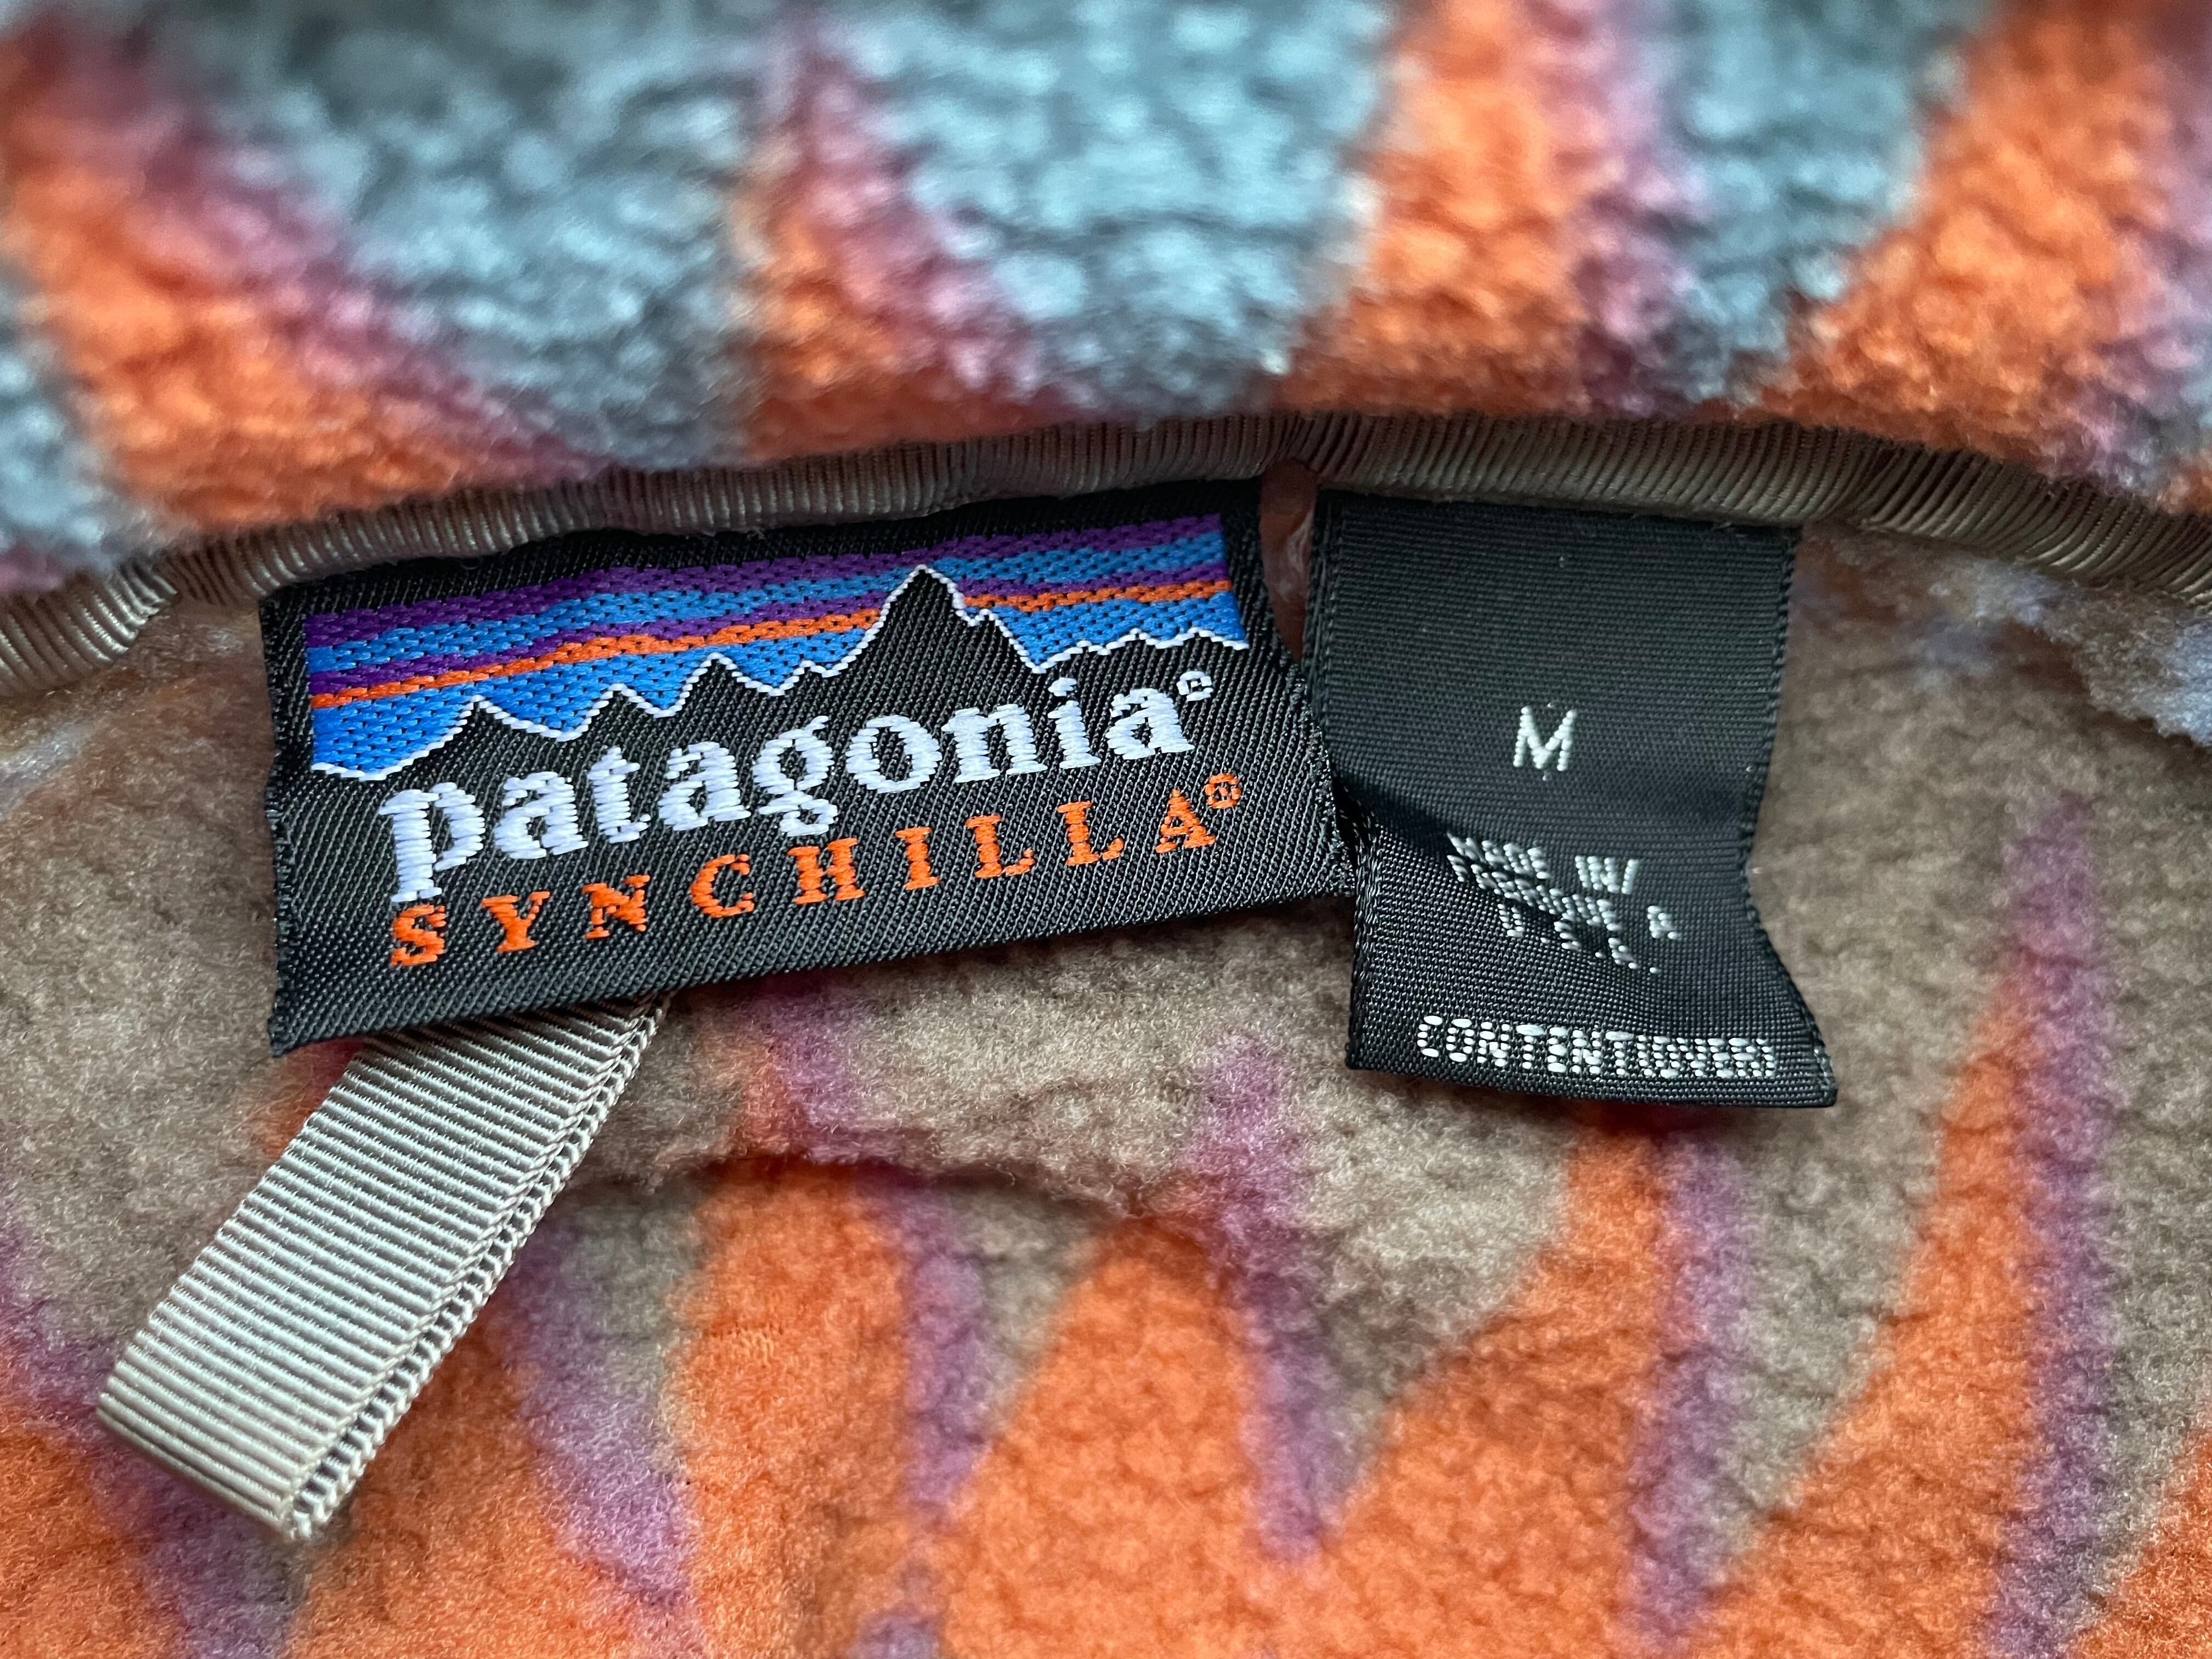 patagonia®
SYNCHILLA®
M
U.S.A.
CONTENT(OVER)